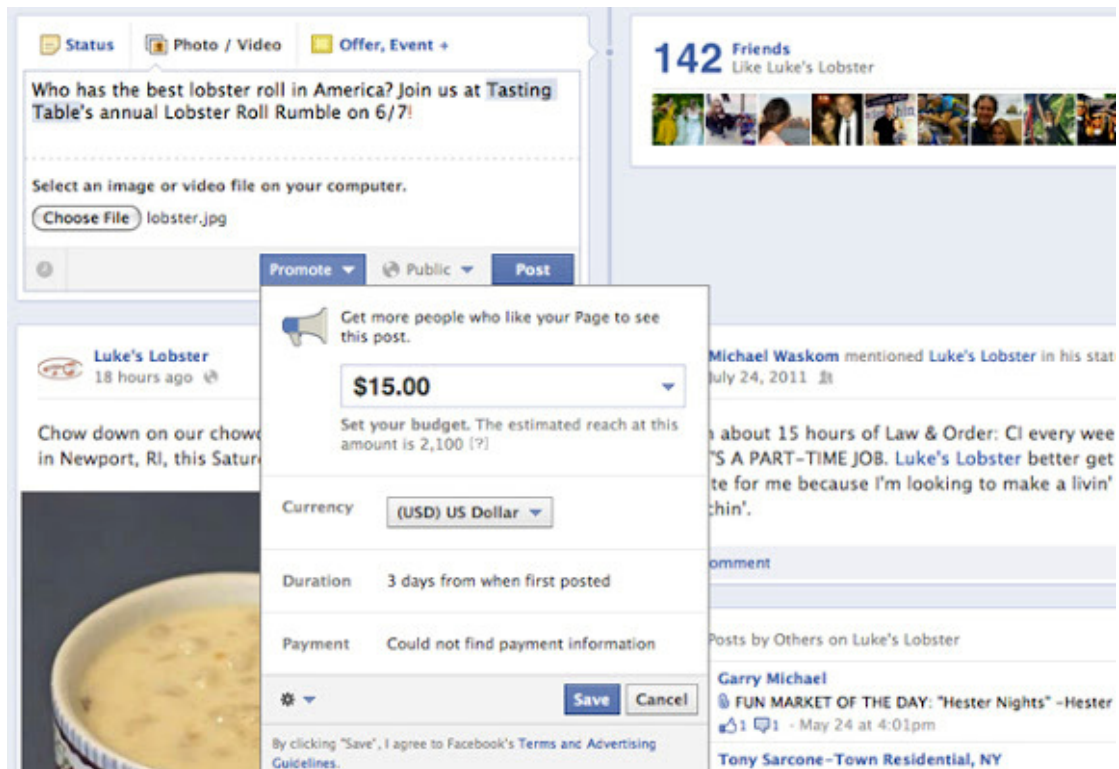 Status
Photo / Video
Offer, Event +
Who has the best lobster roll in America? Join us at Tasting
Table's annual Lobster Roll Rumble on 6/7!
Select an image or video file on your computer.
Choose File lobster.jpg
Promote
Public
Post
142 Friends
Like Luke's Lobster
Get more people who like your Page to see
this post.
$15.00
Set your budget. The estimated reach at this
amount is 2,100 [?]
Currency (USD) US Dollar
Duration 3 days from when first posted
Payment Could not find payment information
Save Cancel
By clicking "Save", I agree to Facebook's Terms and Advertising
Guidelines.
Luke's Lobster
18 hours ago
Chow down on our chow
in Newport, RI, this Satur
Michael Waskom mentioned Luke's Lobster in his stat
July 24, 2011
about 15 hours of Law & Order: CI every wee
'S A PART-TIME JOB. Luke's Lobster better get
te for me because I'm looking to make a livin'
chin'.
omment
Posts by Others on Luke's Lobster
Garry Michael
FUN MARKET OF THE DAY: "Hester Nights" -Hester
1 1 · May 24 at 4:01pm
Tony Sarcone-Town Residential, NY